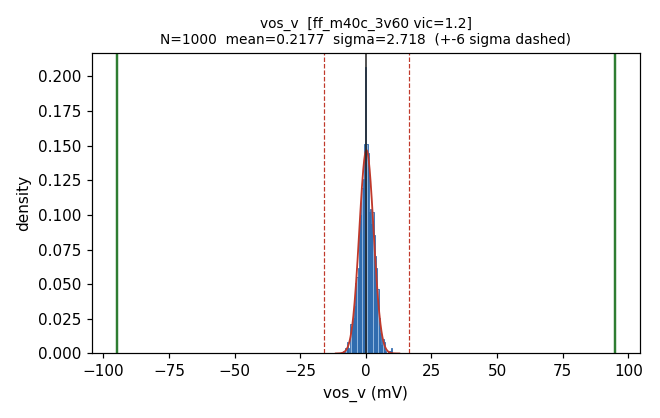 vos_v [ff_m40c_3v60 vic=1.2]
N=1000 mean=0.2177 sigma=2.718 (+-6 sigma dashed)
0.200
0.175
0.150
0.125
0.100
0.075
0.050
0.025
0.000
density
−100 −75 −50 −25 0 25 50 75 100
vos_v (mV)